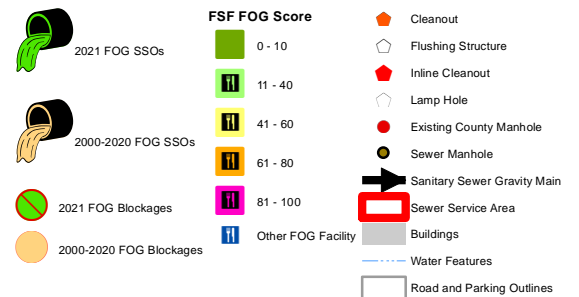 2021 FOG SSOs
2000-2020 FOG SSOs
2021 FOG Blockages
2000-2020 FOG Blockages
FSF FOG Score
0 - 10
11 - 40
41 - 60
61 - 80
81 - 100
Other FOG Facility
Cleanout
Flushing Structure
Inline Cleanout
Lamp Hole
Existing County Manhole
Sewer Manhole
Sanitary Sewer Gravity Main
Sewer Service Area
Buildings
Water Features
Road and Parking Outlines